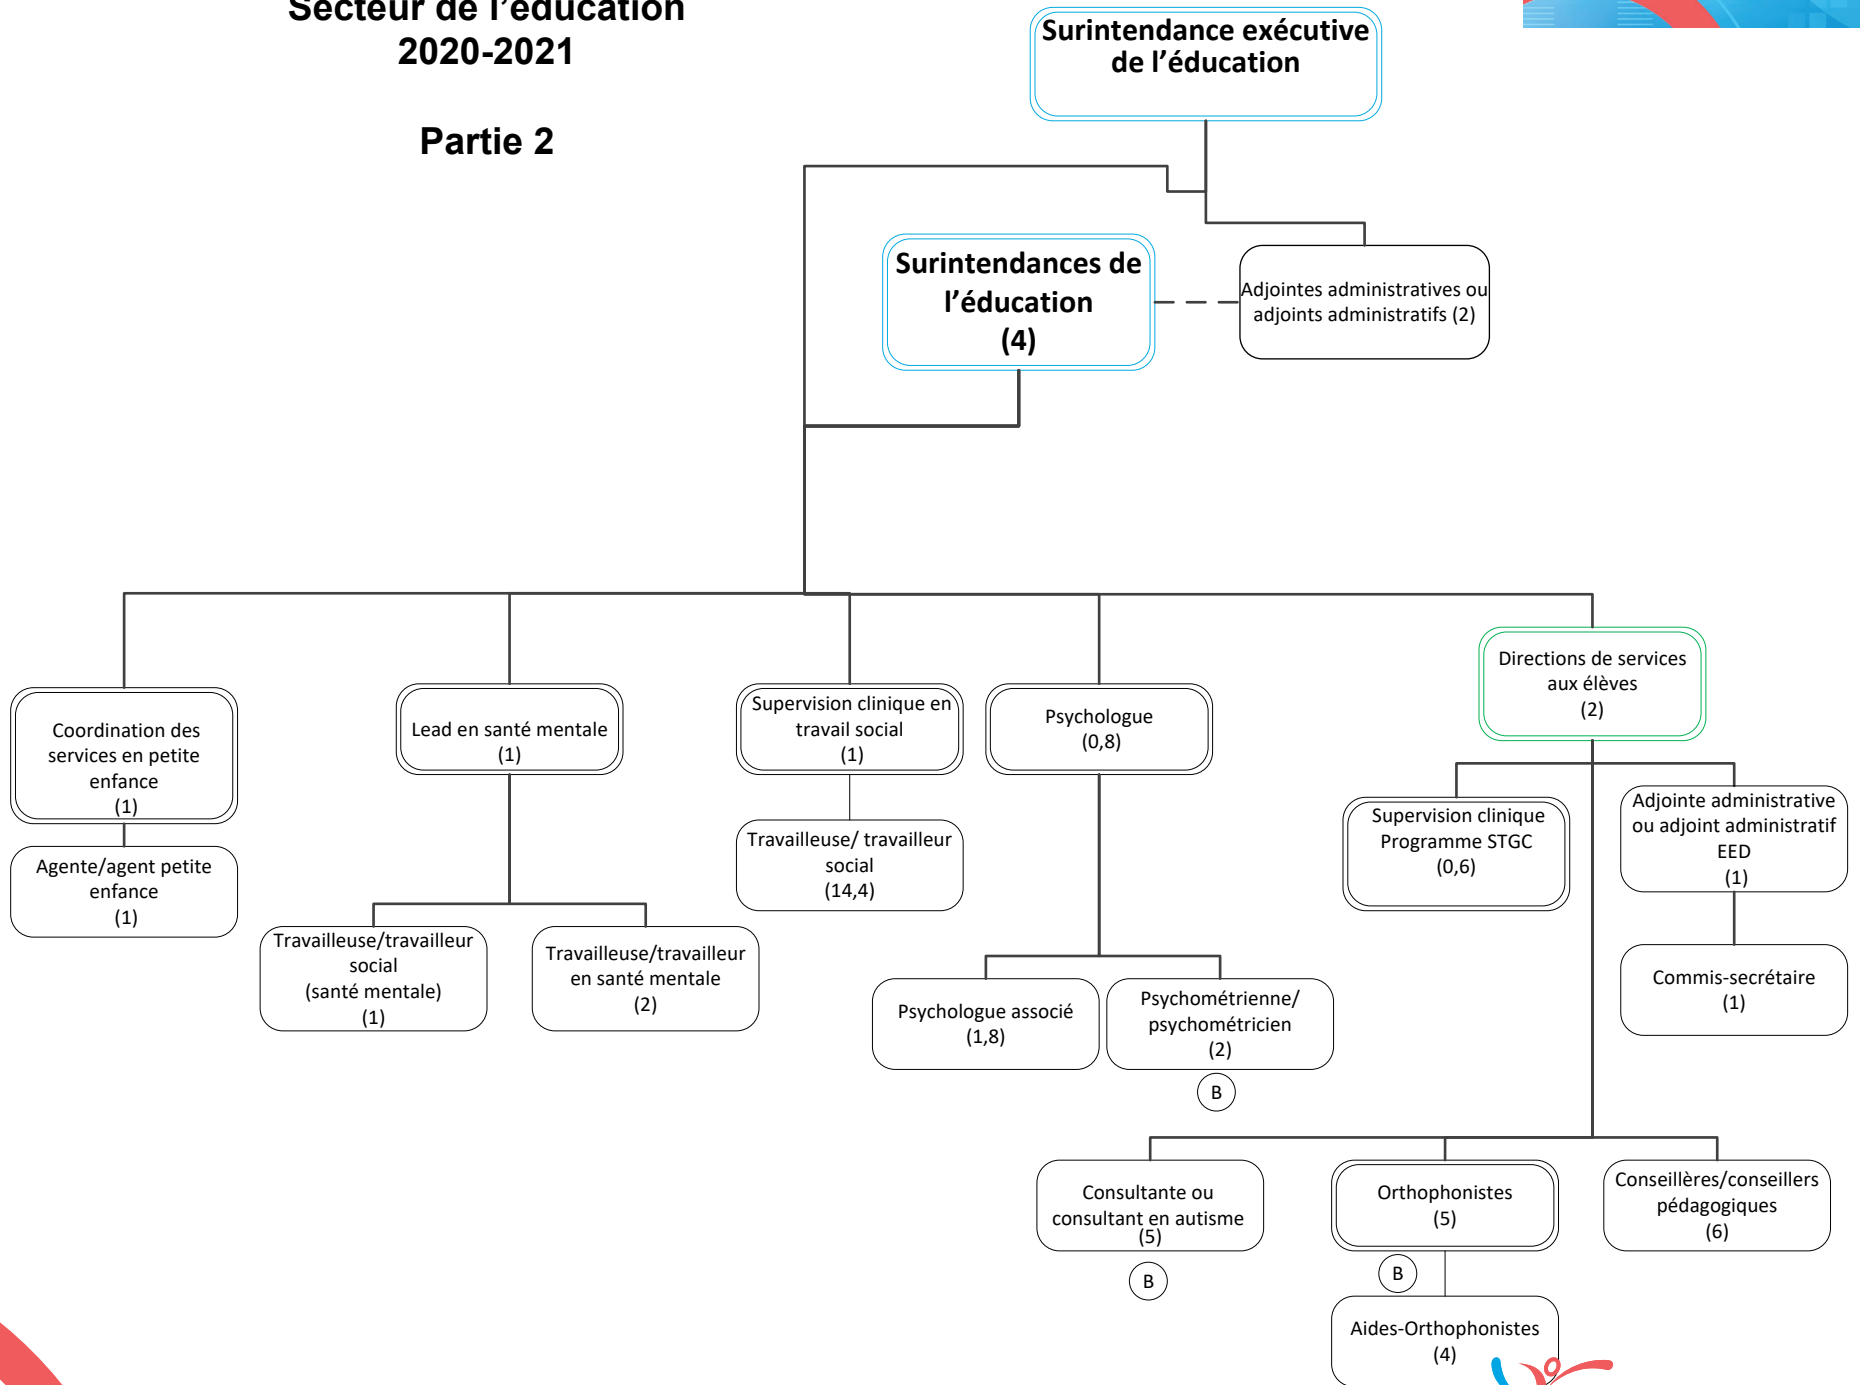 Secteur de l’éducation
2020-2021
Partie 2
Surintendance exécutive
de l’éducation
Surintendances de
l’éducation
(4)
Adjointes administratives ou
adjoints administratifs (2)
Coordination des
services en petite
enfance
(1)
Agente/agent petite
enfance
(1)
Lead en santé mentale
(1)
Travailleuse/travailleur
social
(santé mentale)
(1)
Travailleuse/travailleur
en santé mentale
(2)
Supervision clinique en
travail social
(1)
Travailleuse/ travailleur
social
(14,4)
Psychologue
(0,8)
Psychologue associé
(1,8)
Psychométrienne/
psychométricien
(2)
B
Directions de services
aux élèves
(2)
Supervision clinique
Programme STGC
(0,6)
Adjointe administrative
ou adjoint administratif
EED
(1)
Commis-secrétaire
(1)
Consultante ou
consultant en autisme
(5)
B
Orthophonistes
(5)
B
Aides-Orthophonistes
(4)
Conseillères/conseillers
pédagogiques
(6)